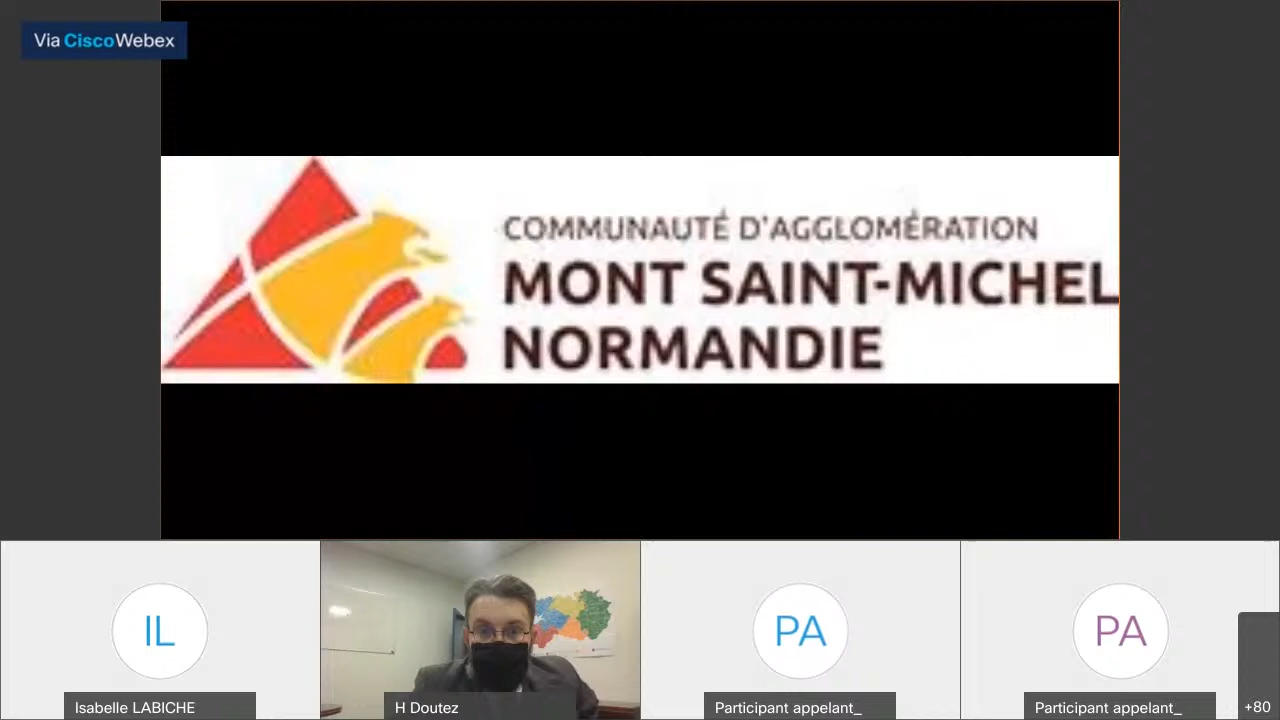 Via CiscoWebex
COMMUNAUTÉ D'AGGLOMÉRATION
MONT SAINT-MICHEL
NORMANDIE
IL
PA
PA
Isabelle LABICHE
H Doutez
Participant appelant_
Participant appelant_
+80